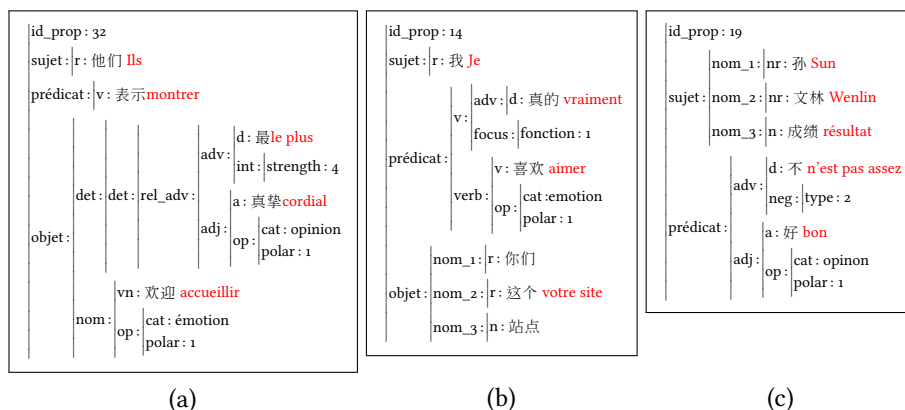 id_prop : 32
sujet : r : 他们 Ils
prédicat : v : 表示montrer
objet :
det : det : rel_adv :
adv :
d : 最le plus
int : strength : 4
adj :
a : 真挚cordial
op :
cat : opinion
polar : 1
nom :
vn : 欢迎 accueillir
op :
cat : émotion
polar : 1
(a)
id_prop : 14
sujet : r : 我 Je
prédicat :
v :
adv : d : 真的 vraiment
focus : fonction : 1
verb :
v : 喜欢 aimer
op :
cat :emotion
polar : 1
objet :
nom_1 : r : 你们
nom_2 : r : 这个 votre site
nom_3 : n : 站点
(b)
id_prop : 19
sujet :
nom_1 : nr : 孙 Sun
nom_2 : nr : 文林 Wenlin
nom_3 : n : 成绩 résultat
prédicat :
adv :
d : 不 n'est pas assez
neg : type : 2
adj :
a : 好 bon
op :
cat : opinon
polar : 1
(c)